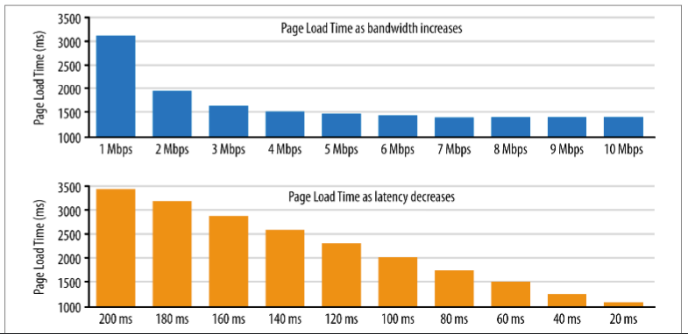 Page Load Time as bandwidth increases
Page Load Time (ms)
3500
3000
2500
2000
1500
1000
1 Mbps 2 Mbps 3 Mbps 4 Mbps 5 Mbps 6 Mbps 7 Mbps 8 Mbps 9 Mbps 10 Mbps
Page Load Time as latency decreases
Page Load Time (ms)
3500
3000
2500
2000
1500
1000
200 ms 180 ms 160 ms 140 ms 120 ms 100 ms 80 ms 60 ms 40 ms 20 ms